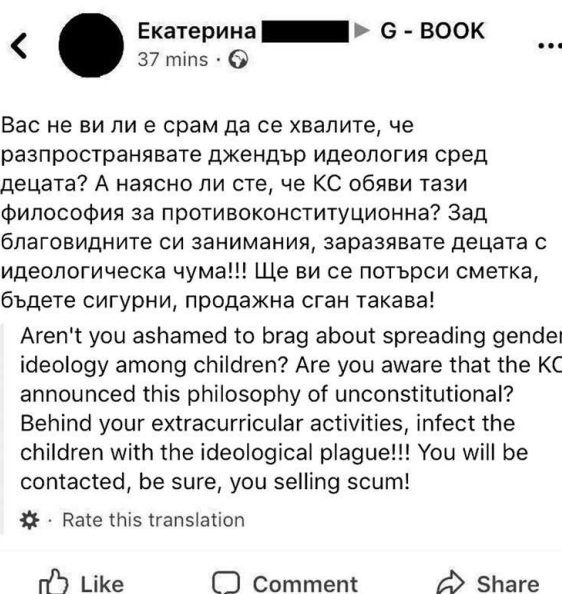 Екатерина G - BOOK
37 mins ·
Вас не ви ли е срам да се хвалите, че
разпространявате джендър идеология сред
децата? А наясно ли сте, че КС обяви тази
философия за противоконституционна? Зад
благовидните си занимания, заразявате децата с
идеологическа чума!!! Ще ви се потърси сметка,
бъдете сигурни, продажна сган такава!
Aren't you ashamed to brag about spreading gender
ideology among children? Are you aware that the KC
announced this philosophy of unconstitutional?
Behind your extracurricular activities, infect the
children with the ideological plague!!! You will be
contacted, be sure, you selling scum!
· Rate this translation
Like Comment Share